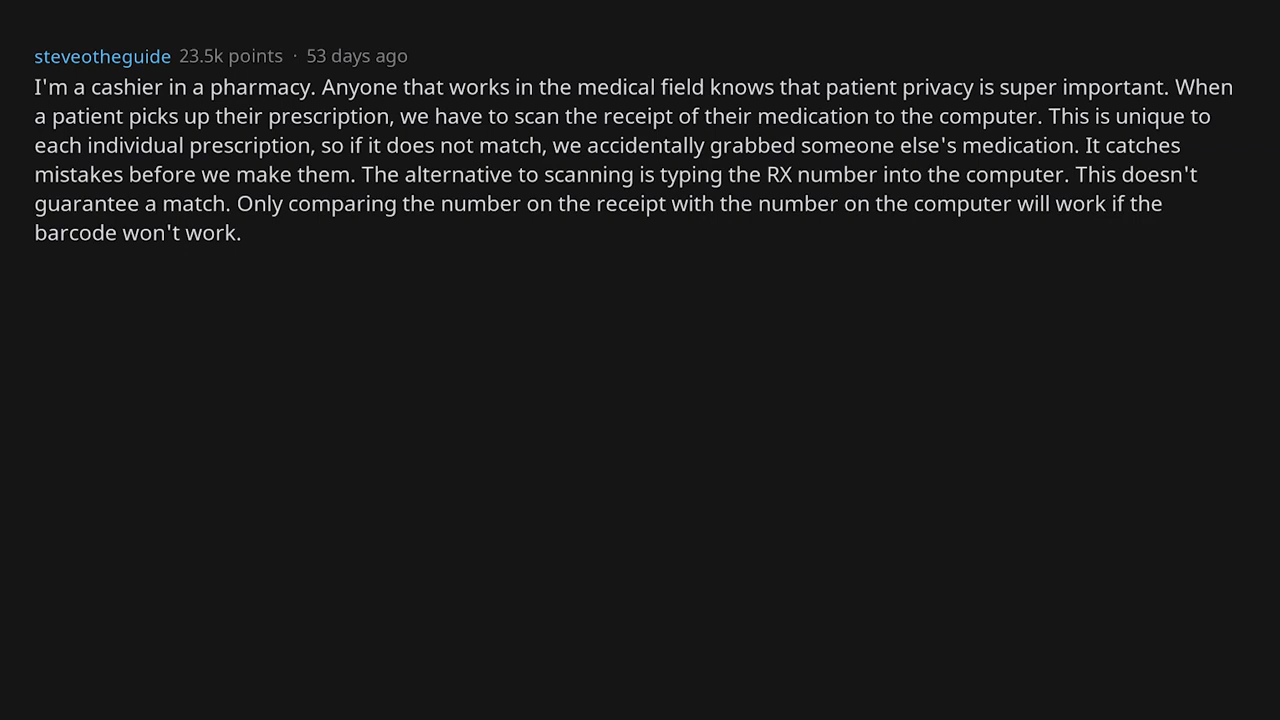 steveotheguide 23.5k points · 53 days ago
I'm a cashier in a pharmacy. Anyone that works in the medical field knows that patient privacy is super important. When
a patient picks up their prescription, we have to scan the receipt of their medication to the computer. This is unique to
each individual prescription, so if it does not match, we accidentally grabbed someone else's medication. It catches
mistakes before we make them. The alternative to scanning is typing the RX number into the computer. This doesn't
guarantee a match. Only comparing the number on the receipt with the number on the computer will work if the
barcode won't work.